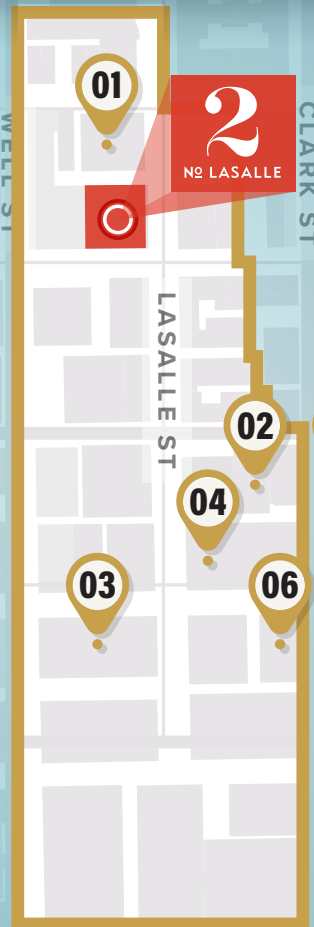 01
2
Nº LASALLE
WELL ST
CLARK ST
LASALLE ST
02
04
03
06